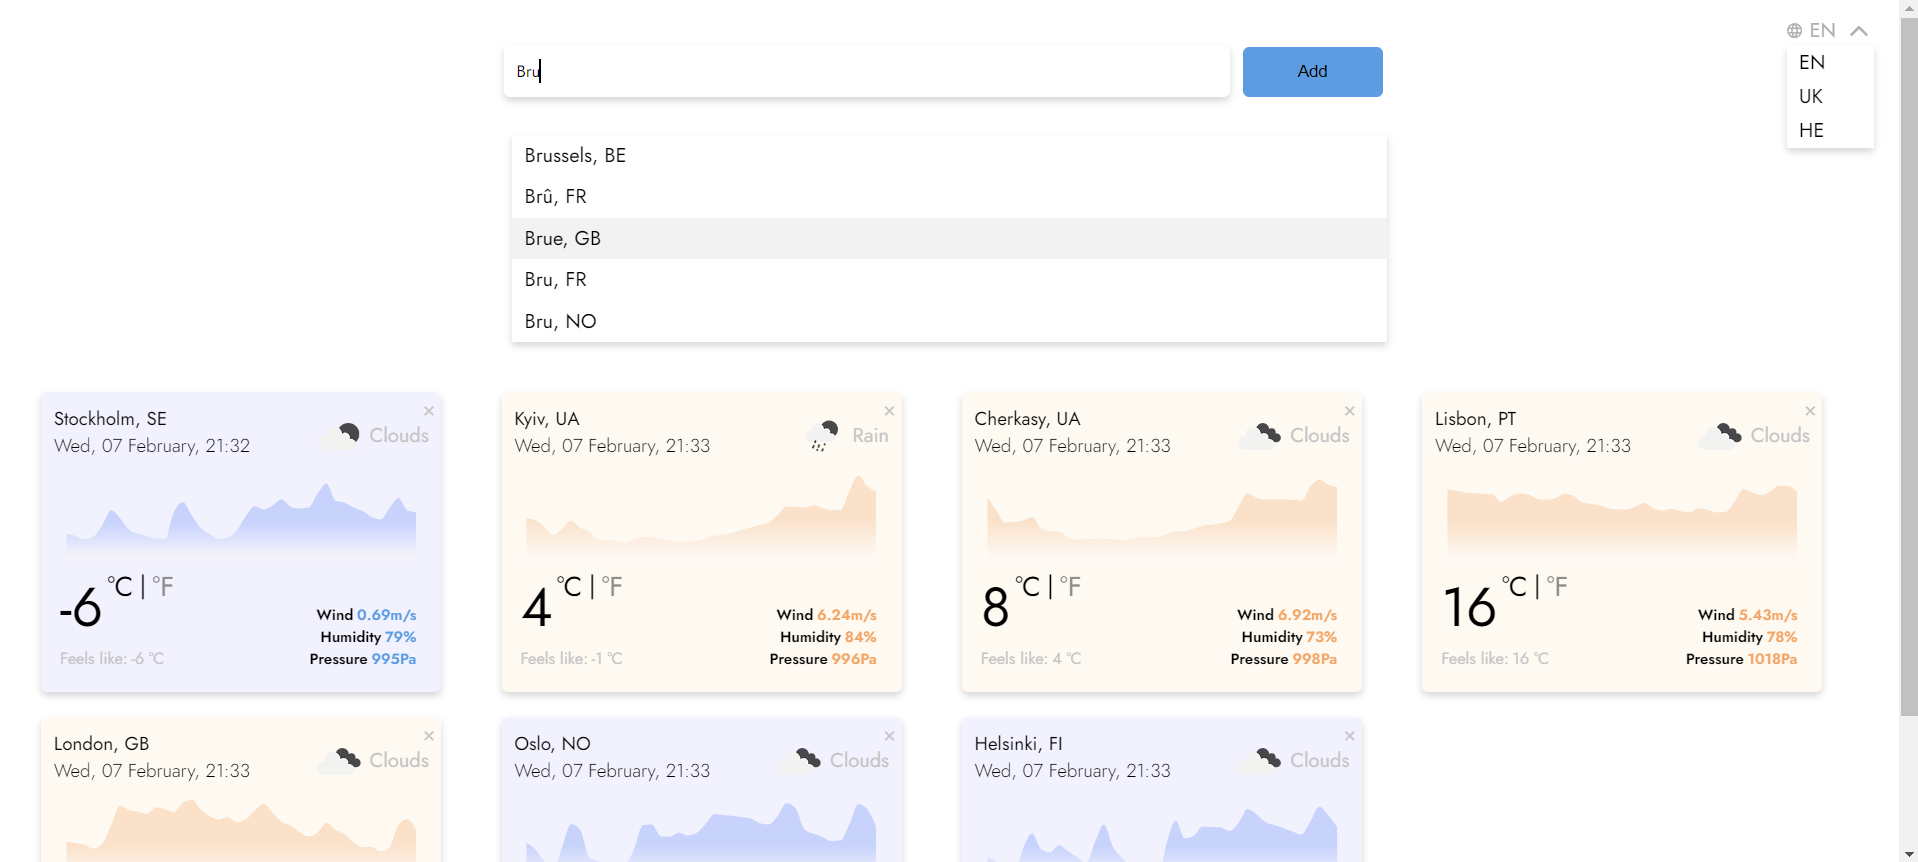 EN
Bru
Add
EN
UK
HE
Brussels, BE
Brû, FR
Brue, GB
Bru, FR
Bru, NO
Stockholm, SE
Wed, 07 February, 21:32
Clouds
-6 °C | °F
Wind 0.69m/s
Humidity 79%
Feels like: -6 °C
Pressure 995Pa
Kyiv, UA
Wed, 07 February, 21:33
Rain
4 °C | °F
Wind 6.24m/s
Humidity 84%
Feels like: -1 °C
Pressure 996Pa
Cherkasy, UA
Wed, 07 February, 21:33
Clouds
8 °C | °F
Wind 6.92m/s
Humidity 73%
Feels like: 4 °C
Pressure 998Pa
Lisbon, PT
Wed, 07 February, 21:33
Clouds
16 °C | °F
Wind 5.43m/s
Humidity 78%
Feels like: 16 °C
Pressure 1018Pa
London, GB
Wed, 07 February, 21:33
Clouds
Oslo, NO
Wed, 07 February, 21:33
Clouds
Helsinki, FI
Wed, 07 February, 21:33
Clouds